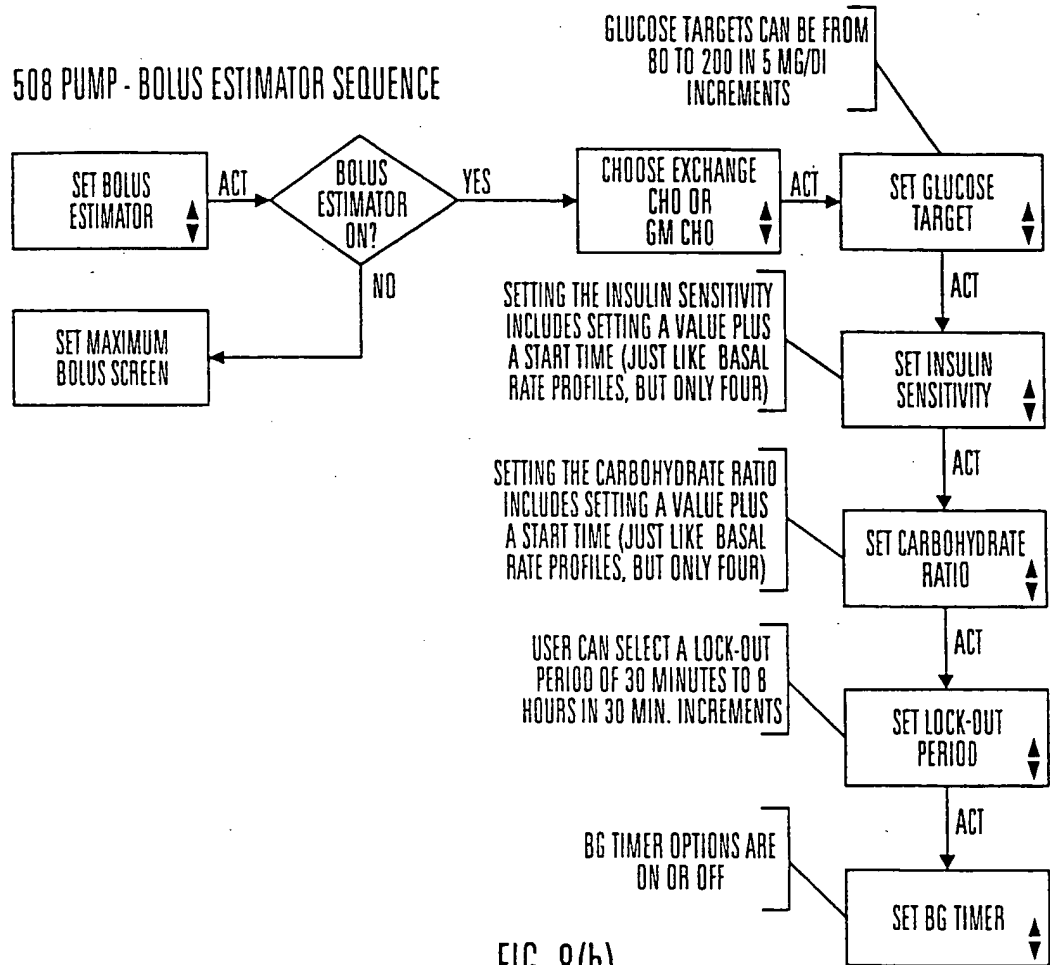 GLUCOSE TARGETS CAN BE FROM
80 TO 200 IN 5 MG/DI
INCREMENTS
508 PUMP - BOLUS ESTIMATOR SEQUENCE
SET BOLUS
ESTIMATOR
ACT
BOLUS
ESTIMATOR
ON?
YES
CHOOSE EXCHANGE
CHO OR
GM CHO
ACT
SET GLUCOSE
TARGET
NO
ACT
SET MAXIMUM
BOLUS SCREEN
SETTING THE INSULIN SENSITIVITY
INCLUDES SETTING A VALUE PLUS
A START TIME (JUST LIKE BASAL
RATE PROFILES, BUT ONLY FOUR)
SET INSULIN
SENSITIVITY
ACT
SETTING THE CARBOHYDRATE RATIO
INCLUDES SETTING A VALUE PLUS
A START TIME (JUST LIKE BASAL
RATE PROFILES, BUT ONLY FOUR)
SET CARBOHYDRATE
RATIO
ACT
USER CAN SELECT A LOCK-OUT
PERIOD OF 30 MINUTES TO 8
HOURS IN 30 MIN. INCREMENTS
SET LOCK-OUT
PERIOD
ACT
BG TIMER OPTIONS ARE
ON OR OFF
SET BG TIMER
FIG. 8(b)